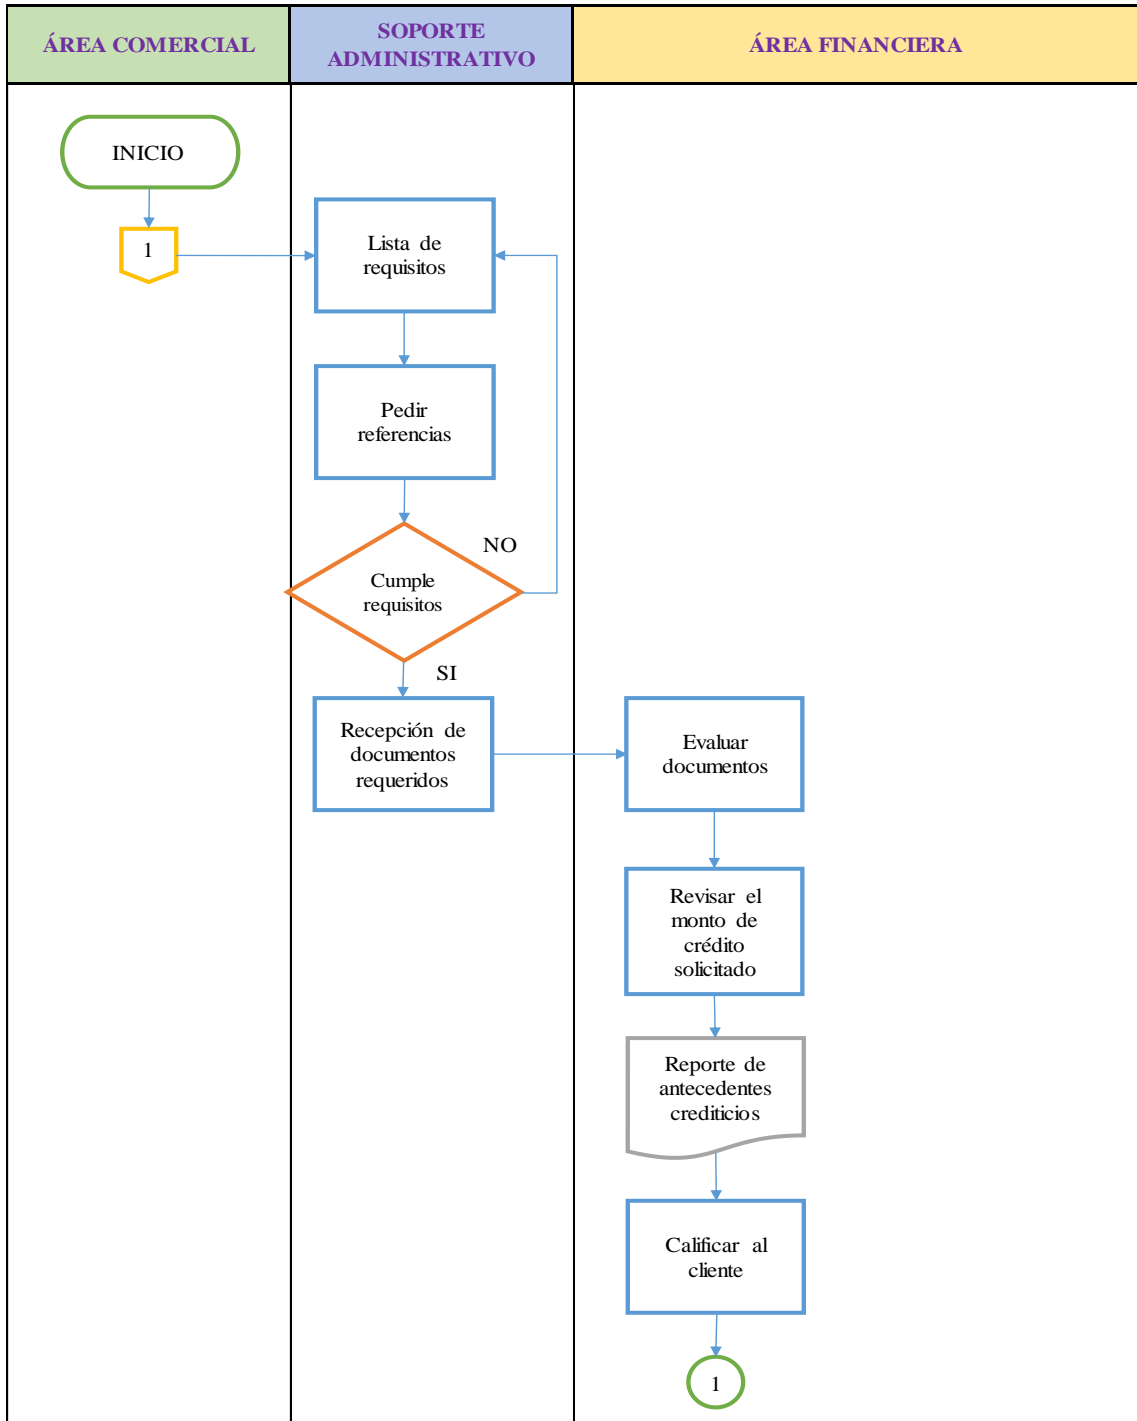 ÁREA COMERCIAL
SOPORTE
ADMINISTRATIVO
ÁREA FINANCIERA
INICIO
1
Lista de
requisitos
Pedir
referencias
Cumple
requisitos
NO
SI
Recepción de
documentos
requeridos
Evaluar
documentos
Revisar el
monto de
crédito
solicitado
Reporte de
antecedentes
crediticios
Calificar al
cliente
1